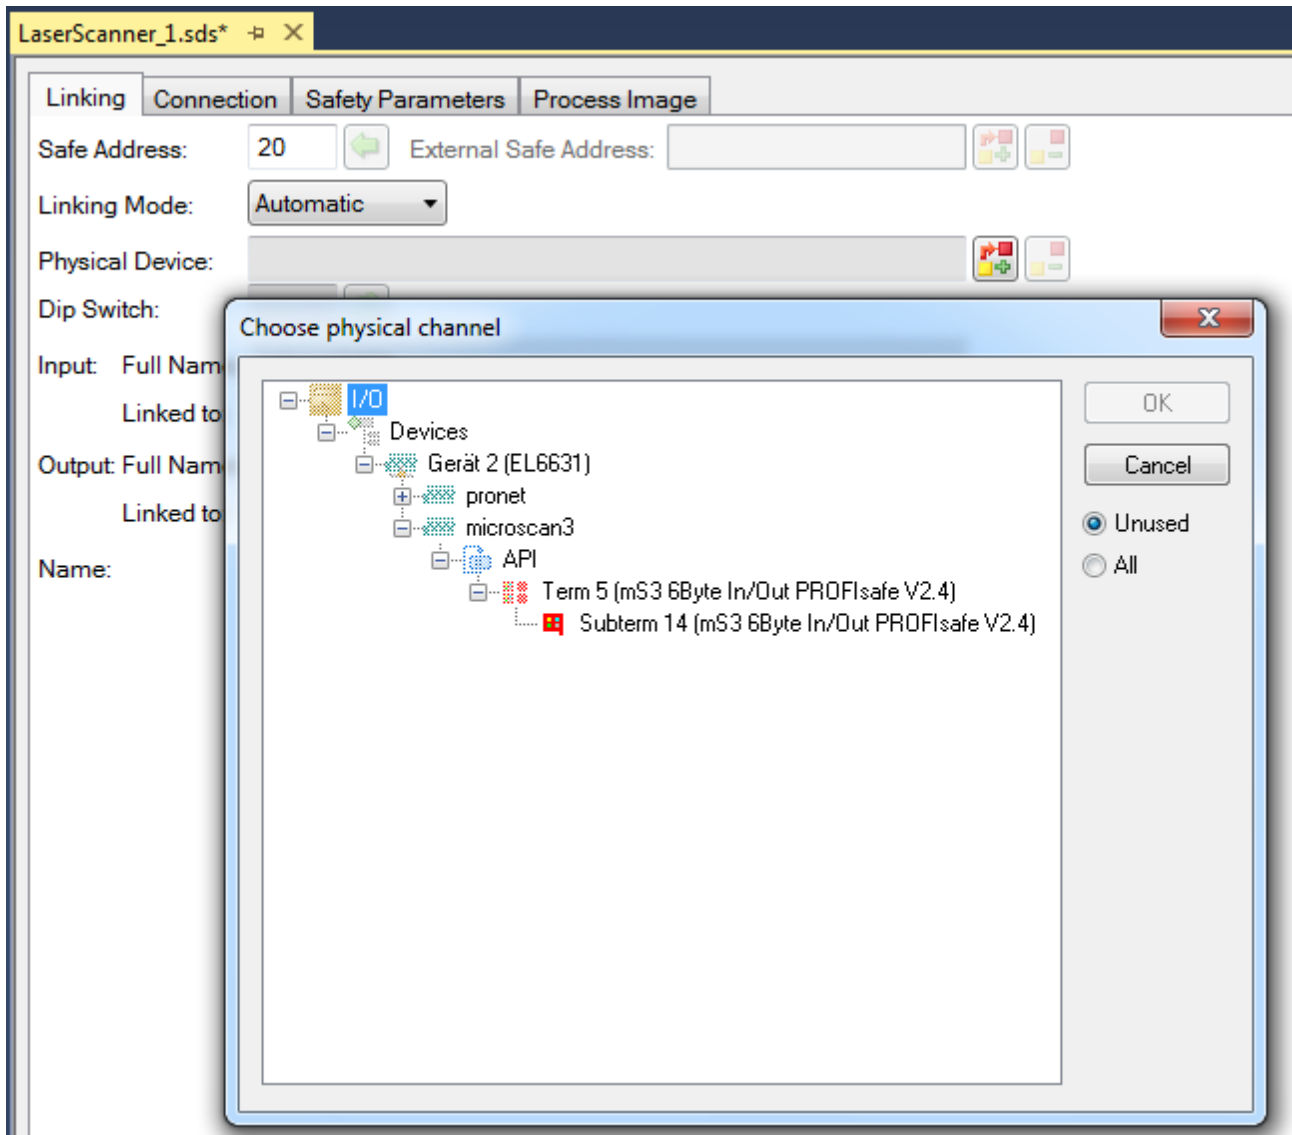 LaserScanner_1.sds*
Linking Connection Safety Parameters Process Image
Safe Address: 20 External Safe Address:
Linking Mode: Automatic
Physical Device:
Dip Switch:
Choose physical channel
Input: Full Nam
Linked to
Output: Full Nam
Linked to
Name:
I/O
Devices
Gerät 2 (EL6631)
pronet
microscan3
API
Term 5 (mS3 6Byte In/Out PROFIsafe V2.4)
Subterm 14 (mS3 6Byte In/Out PROFIsafe V2.4)
OK
Cancel
Unused
All